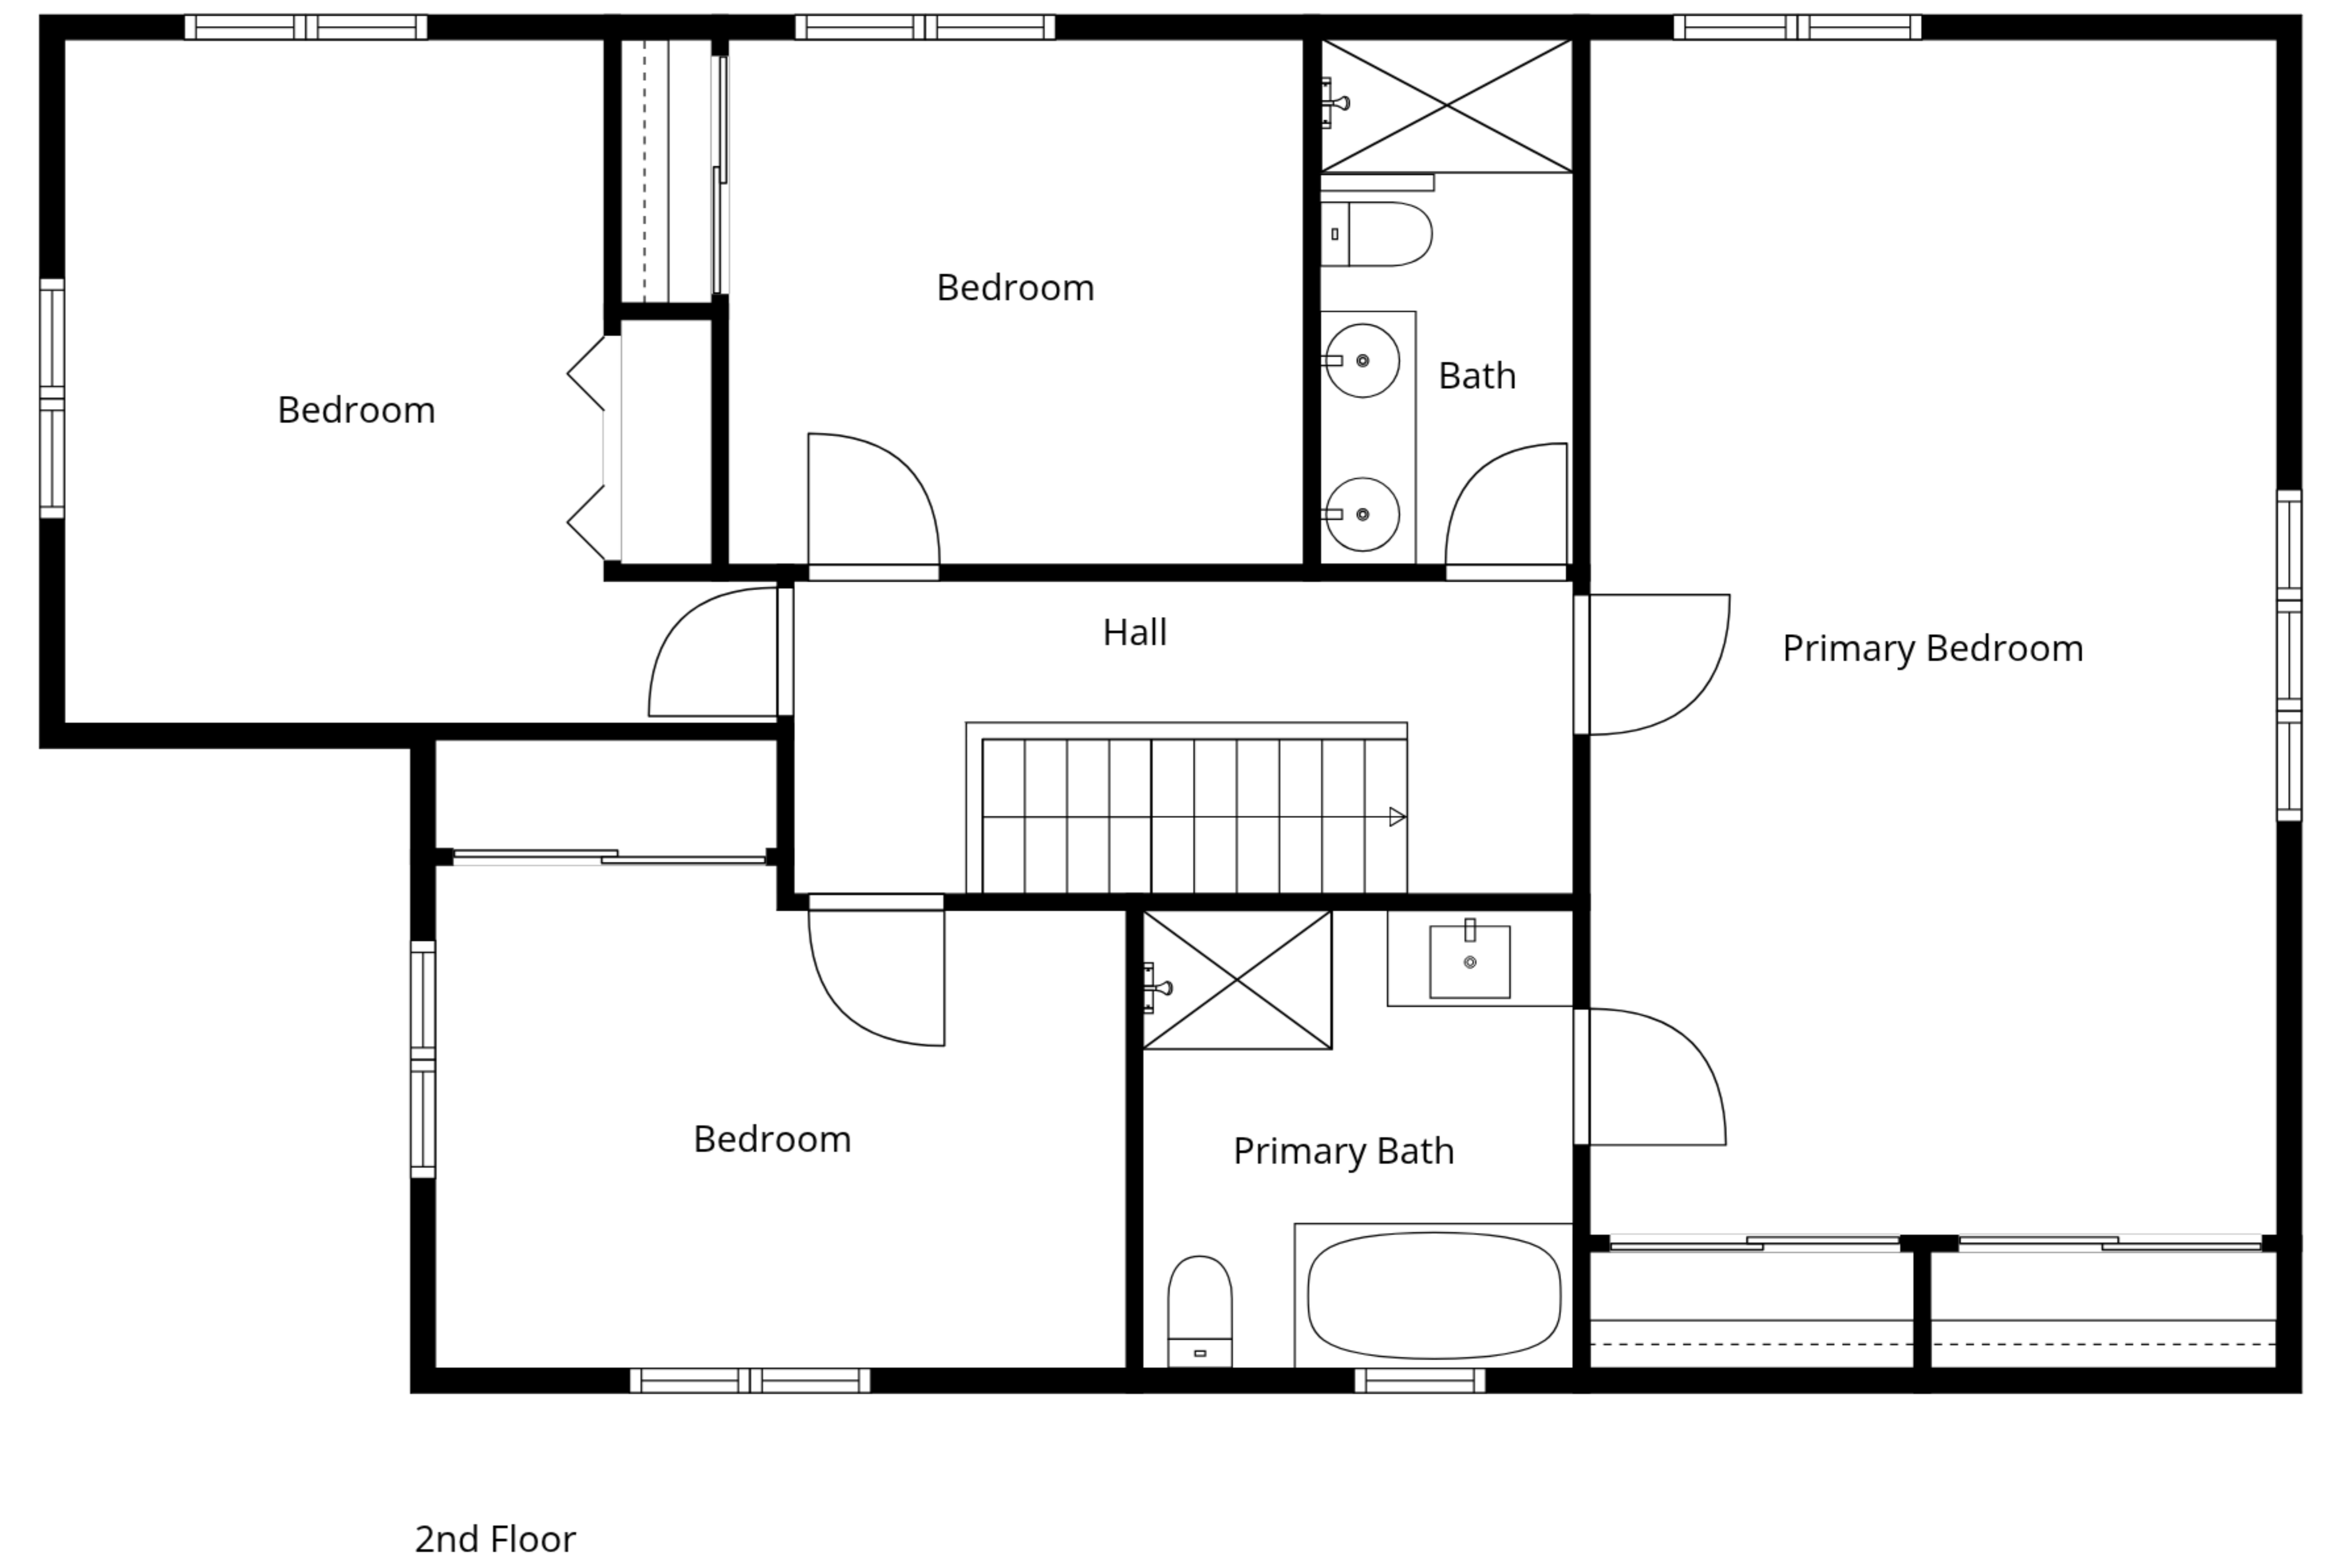 Bedroom
Bath
Bedroom
Hall
Primary Bedroom
Bedroom
Primary Bath
2nd Floor